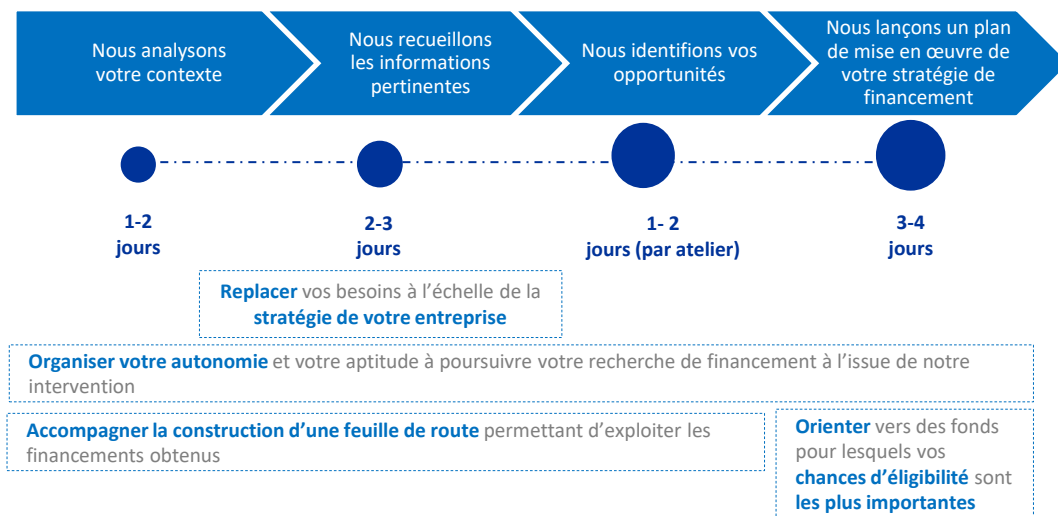 Nous analysons
votre contexte
Nous recueillons
les informations
pertinentes
Nous identifions vos
opportunités
Nous lançons un plan
de mise en œuvre de
votre stratégie de
financement
1-2
jours
2-3
jours
1- 2
jours (par atelier)
3-4
jours
Replacer vos besoins à l’échelle de la
stratégie de votre entreprise
Organiser votre autonomie et votre aptitude à poursuivre votre recherche de financement à l’issue de notre
intervention
Accompagner la construction d’une feuille de route permettant d’exploiter les
financements obtenus
Orienter vers des fonds
pour lesquels vos
chances d’éligibilité sont
les plus importantes